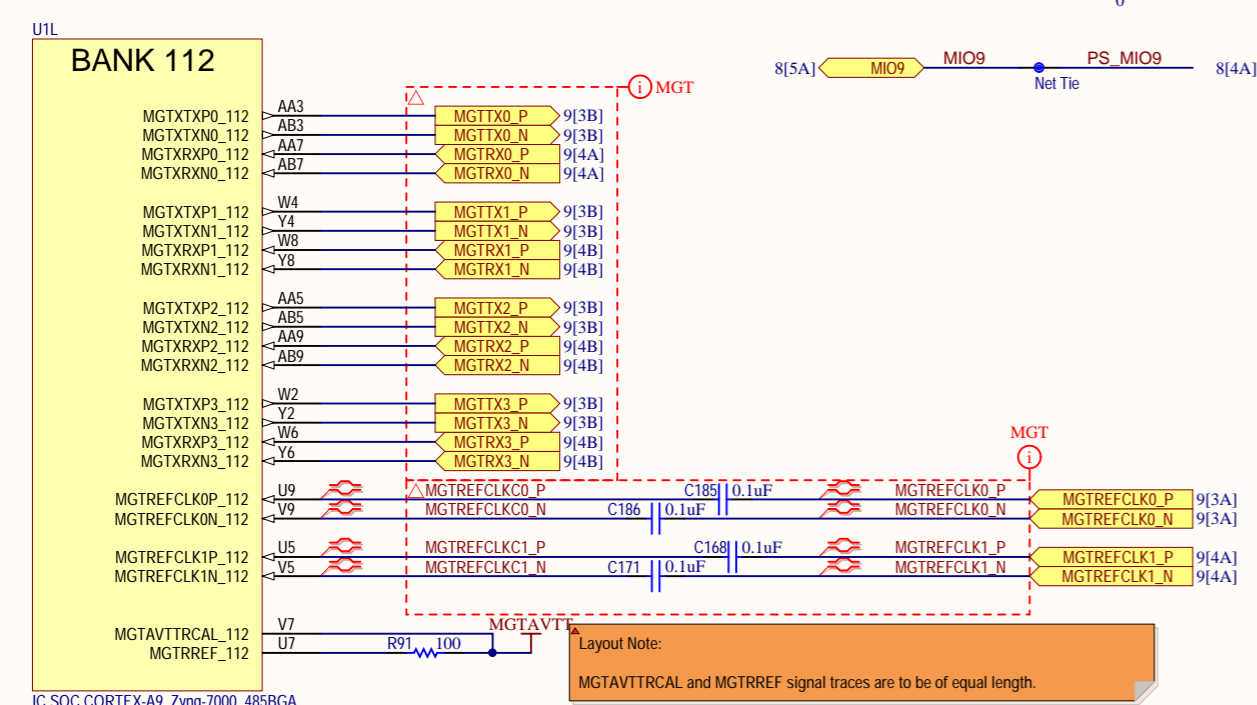 0
U1L
BANK 112
8[5A] MIO9 MIO9 PS_MIO9 8[4A]
Net Tie
i MGT
MGTXTXP0_112 AA3 MGTTX0_P 9[3B]
MGTXTXN0_112 AB3 MGTTX0_N 9[3B]
MGTXRXP0_112 AA7 MGTRX0_P 9[4A]
MGTXRXN0_112 AB7 MGTRX0_N 9[4A]
MGTXTXP1_112 W4 MGTTX1_P 9[3B]
MGTXTXN1_112 Y4 MGTTX1_N 9[3B]
MGTXRXP1_112 W8 MGTRX1_P 9[4B]
MGTXRXN1_112 Y8 MGTRX1_N 9[4B]
MGTXTXP2_112 AA5 MGTTX2_P 9[3B]
MGTXTXN2_112 AB5 MGTTX2_N 9[3B]
MGTXRXP2_112 AA9 MGTRX2_P 9[4B]
MGTXRXN2_112 AB9 MGTRX2_N 9[4B]
MGTXTXP3_112 W2 MGTTX3_P 9[3B]
MGTXTXN3_112 Y2 MGTTX3_N 9[3B]
MGTXRXP3_112 W6 MGTRX3_P 9[4B]
MGTXRXN3_112 Y6 MGTRX3_N 9[4B]
MGT
i
MGTREFCLK0P_112 U9 MGTREFCLKC0_P C185 0.1uF MGTREFCLK0_P MGTREFCLK0_P 9[3A]
MGTREFCLK0N_112 V9 MGTREFCLKC0_N C186 0.1uF MGTREFCLK0_N MGTREFCLK0_N 9[3A]
MGTREFCLK1P_112 U5 MGTREFCLKC1_P C168 0.1uF MGTREFCLK1_P MGTREFCLK1_P 9[4A]
MGTREFCLK1N_112 V5 MGTREFCLKC1_N C171 0.1uF MGTREFCLK1_N MGTREFCLK1_N 9[4A]
MGTAVTTRCAL_112 V7 MGTAVTT
MGTRREF_112 U7 R91 100
Layout Note:
MGTAVTTRCAL and MGTRREF signal traces are to be of equal length.
IC SOC CORTEX-A9 Zynq-7000 485BGA